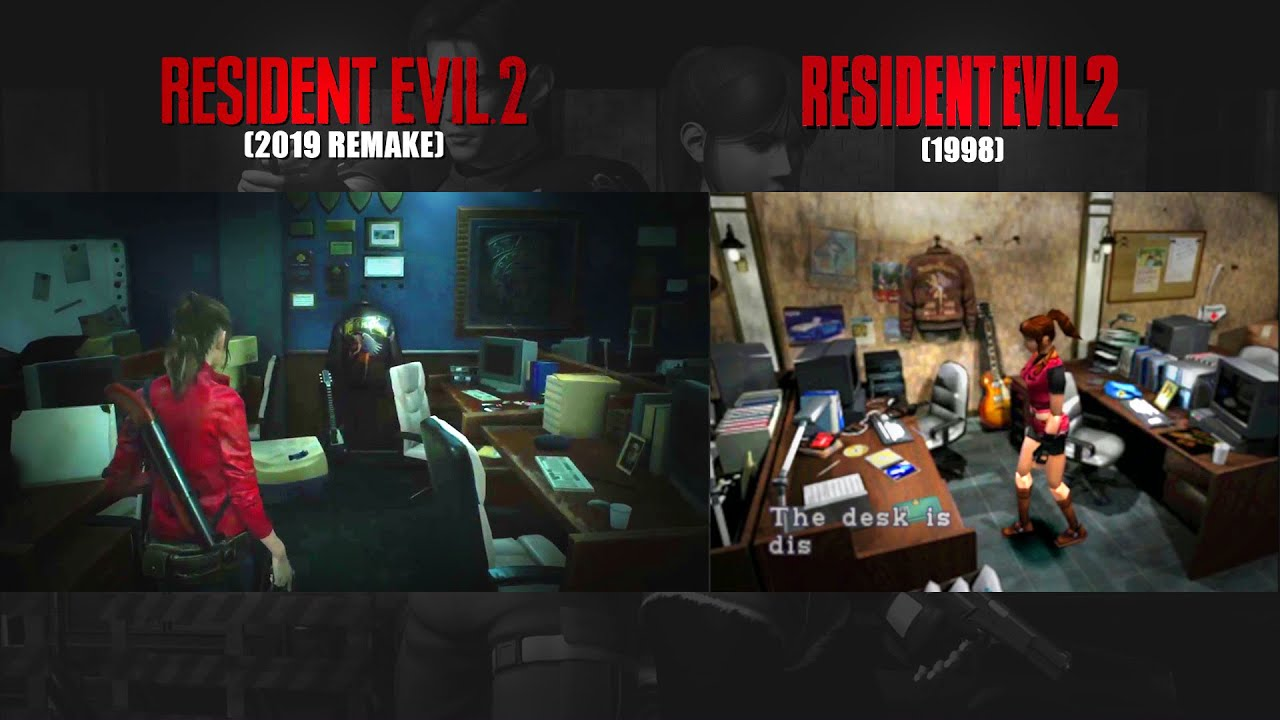 RESIDENT EVIL.2
(2019 REMAKE)
RESIDENT EVIL 2
(1998)
The desk is
dis